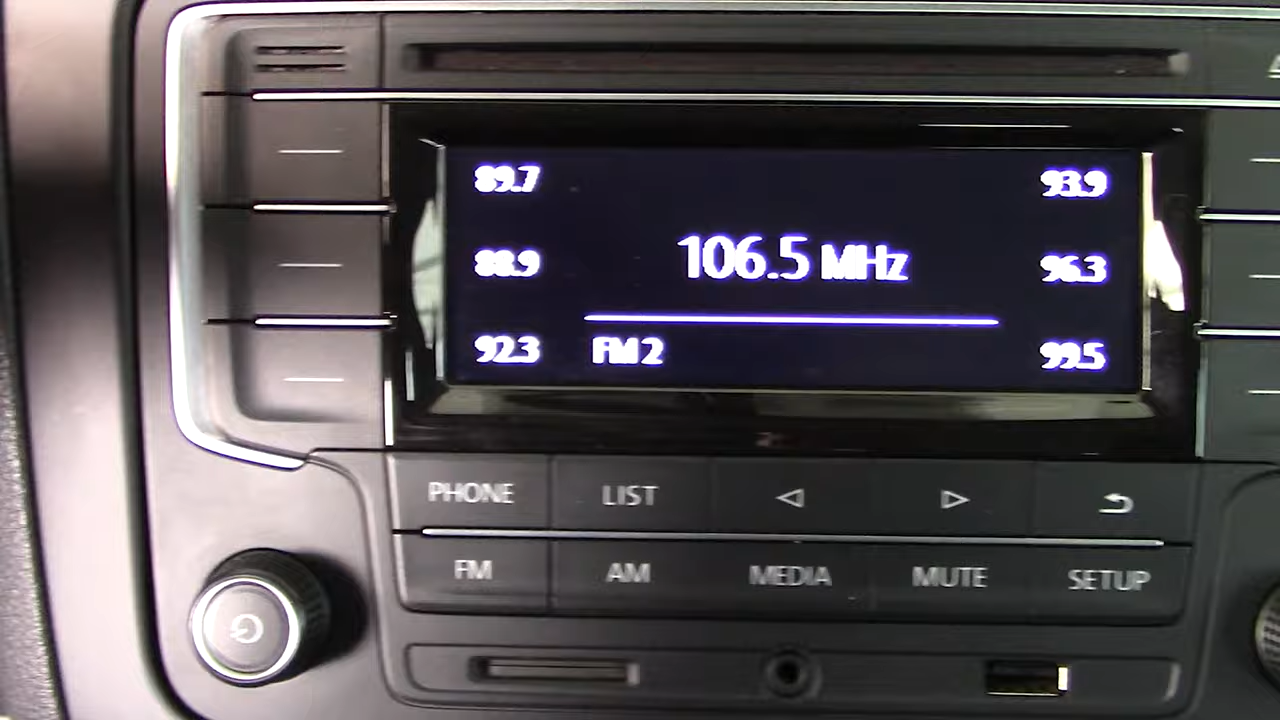 89.7 93.9
106.5 MHz
88.9 96.3
92.3 FM 2 99.5
PHONE LIST
FM AM MEDIA MUTE SETUP